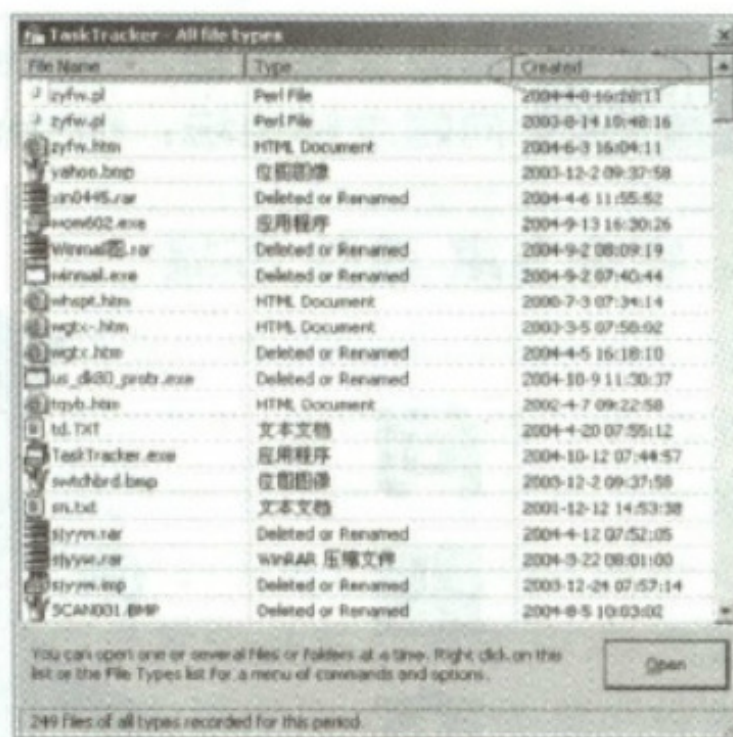 TaskTracker - All file types
File Name Type Created
zyfw.pl Perl File 2004-4-8 16:28:11
zyfw.pl Perl File 2003-8-14 10:48:16
zyfw.htm HTML Document 2004-6-3 16:04:11
yahoo.bmp 位图图像 2003-12-2 09:37:58
xin0445.rar Deleted or Renamed 2004-4-6 11:55:52
wom602.exe 应用程序 2004-9-13 16:30:26
Winmail图.rar Deleted or Renamed 2004-9-2 08:09:19
winmail.exe Deleted or Renamed 2004-9-2 07:40:44
whspt.htm HTML Document 2000-7-3 07:34:14
wgtx-.htm HTML Document 2003-3-5 07:58:02
wgtx.htm Deleted or Renamed 2004-4-5 16:18:10
us_dk80_protr.exe Deleted or Renamed 2004-10-9 11:30:37
tqyb.htm HTML Document 2002-4-7 09:22:58
td.TXT 文本文档 2004-4-20 07:55:12
TaskTracker.exe 应用程序 2004-10-12 07:44:57
swtchbrd.bmp 位图图像 2003-12-2 09:37:58
sn.txt 文本文档 2001-12-12 14:53:38
Deleted or Renamed 2004-4-12 07:52:05
WinRAR 压缩文件 2004-3-22 08:01:00
Deleted or Renamed 2003-12-24 07:57:14
SCAN001.BMP Deleted or Renamed 2004-8-5 10:03:02
You can open one or several files or folders at a time. Right click on this
list or the File Types list for a menu of commands and options.
Open
249 files of all types recorded for this period.